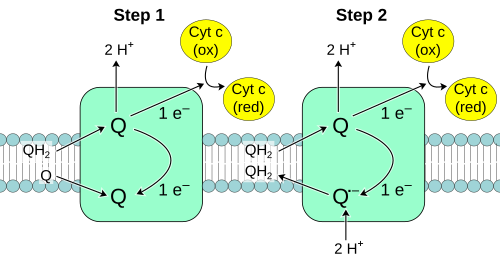 Step 1
Step 2
Cyt c
(ox)
2 H⁺
Cyt c
(red)
1 e⁻
Q
QH₂
Q
Q
1 e⁻
Cyt c
(ox)
2 H⁺
Cyt c
(red)
1 e⁻
Q
QH₂
QH₂
Q•⁻
1 e⁻
2 H⁺